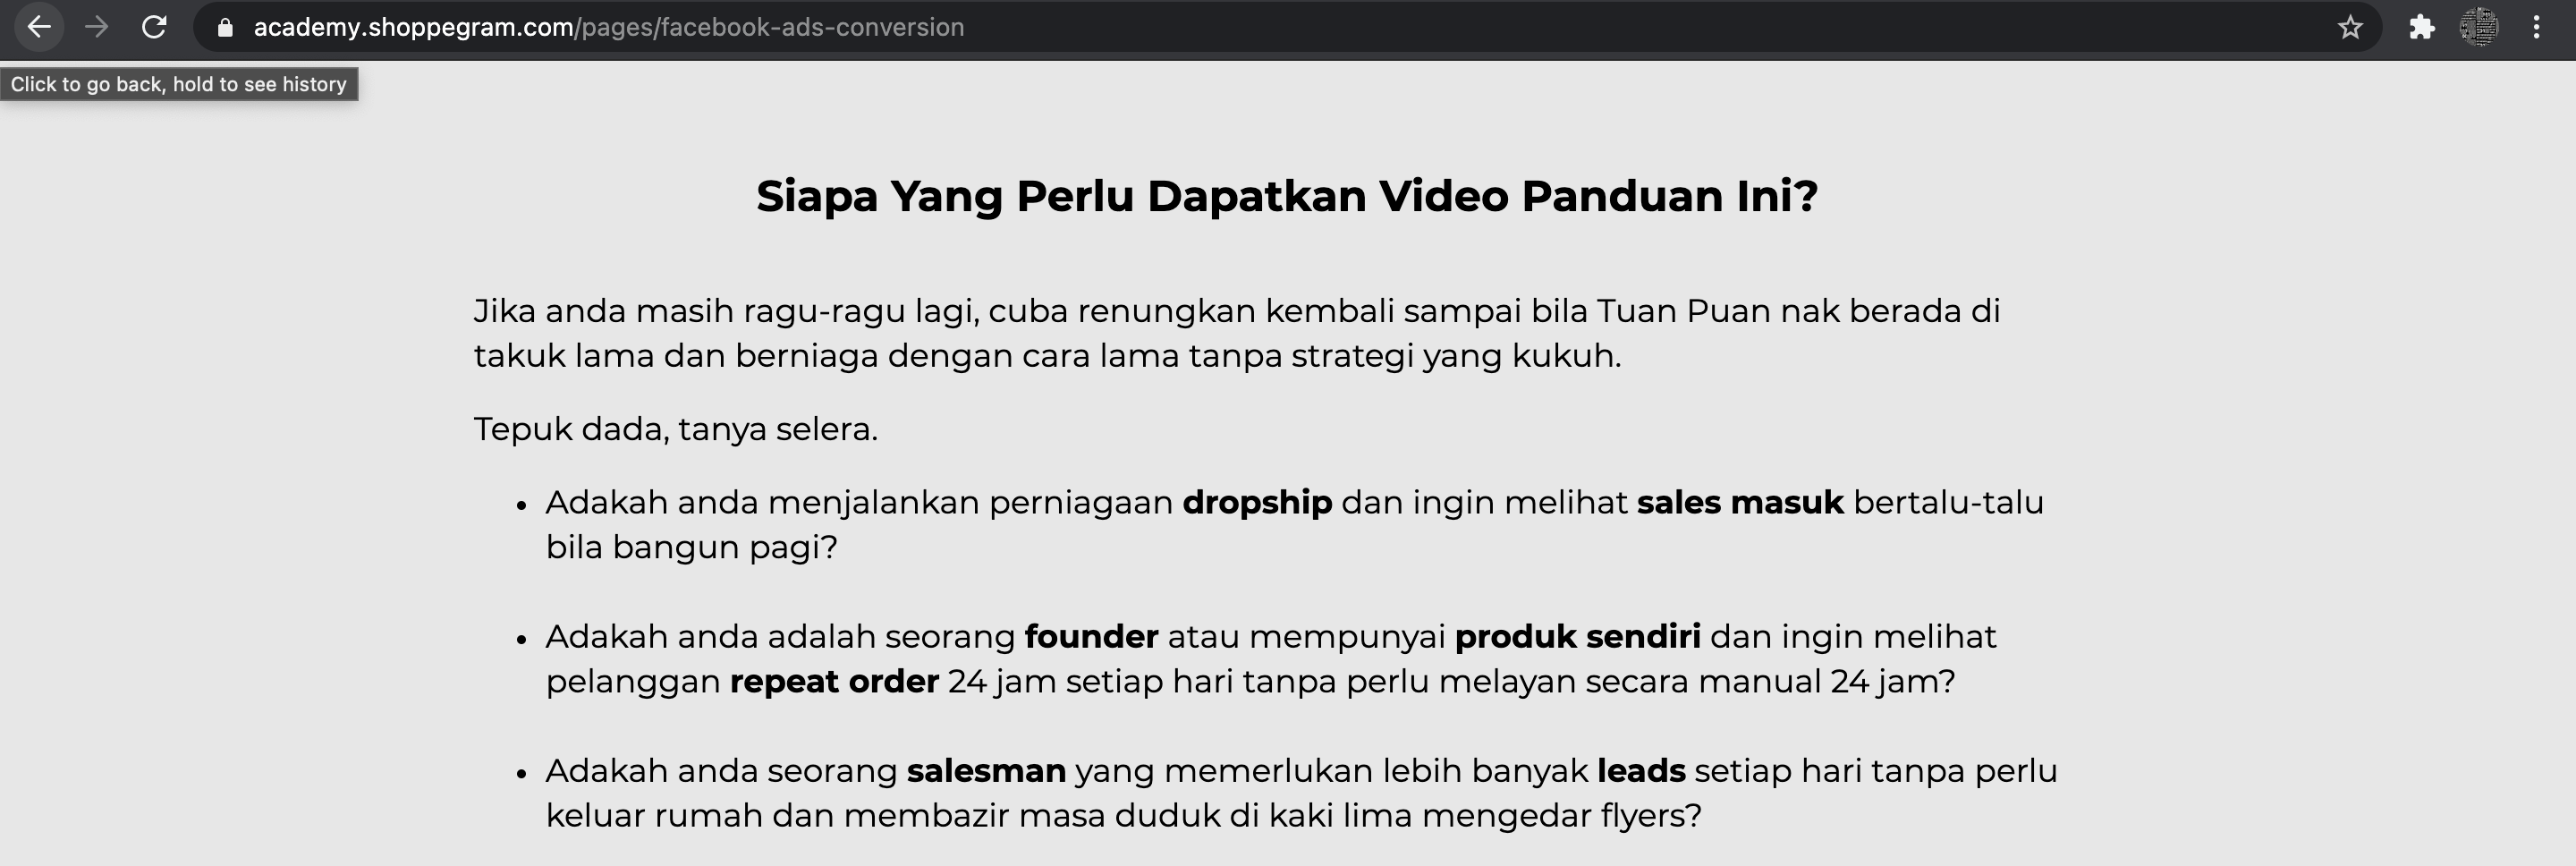 academy.shoppegram.com/pages/facebook-ads-conversion
Click to go back, hold to see history
Siapa Yang Perlu Dapatkan Video Panduan Ini?
Jika anda masih ragu-ragu lagi, cuba renungkan kembali sampai bila Tuan Puan nak berada di
takuk lama dan berniaga dengan cara lama tanpa strategi yang kukuh.
Tepuk dada, tanya selera.
• Adakah anda menjalankan perniagaan dropship dan ingin melihat sales masuk bertalu-talu
bila bangun pagi?
• Adakah anda adalah seorang founder atau mempunyai produk sendiri dan ingin melihat
pelanggan repeat order 24 jam setiap hari tanpa perlu melayan secara manual 24 jam?
• Adakah anda seorang salesman yang memerlukan lebih banyak leads setiap hari tanpa perlu
keluar rumah dan membazir masa duduk di kaki lima mengedar flyers?